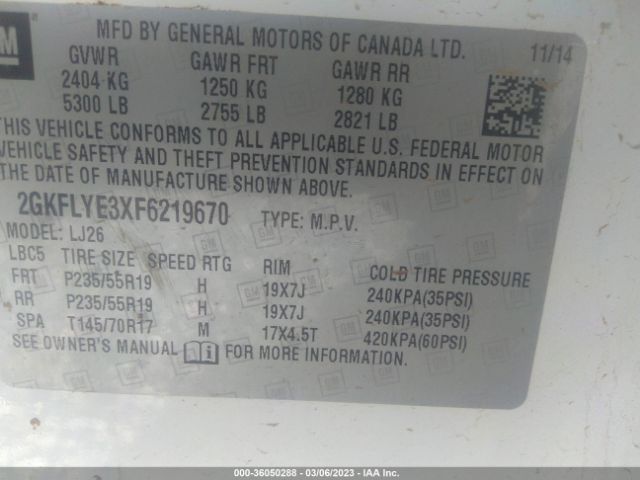 GM
MFD BY GENERAL MOTORS OF CANADA LTD.
11/14
GVWR GAWR FRT GAWR RR
2404 KG 1250 KG 1280 KG
5300 LB 2755 LB 2821 LB
THIS VEHICLE CONFORMS TO ALL APPLICABLE U.S. FEDERAL MOTOR
VEHICLE SAFETY AND THEFT PREVENTION STANDARDS IN EFFECT ON
THE DATE OF MANUFACTURE SHOWN ABOVE.
2GKFLYE3XF6219670 TYPE: M.P.V.
MODEL: LJ26
LBC5 TIRE SIZE SPEED RTG RIM COLD TIRE PRESSURE
FRT P235/55R19 H 19X7J 240KPA(35PSI)
RR P235/55R19 H 19X7J 240KPA(35PSI)
SPA T145/70R17 M 17X4.5T 420KPA(60PSI)
SEE OWNER'S MANUAL FOR MORE INFORMATION.
000-36050288 - 03/06/2023 - IAA Inc.